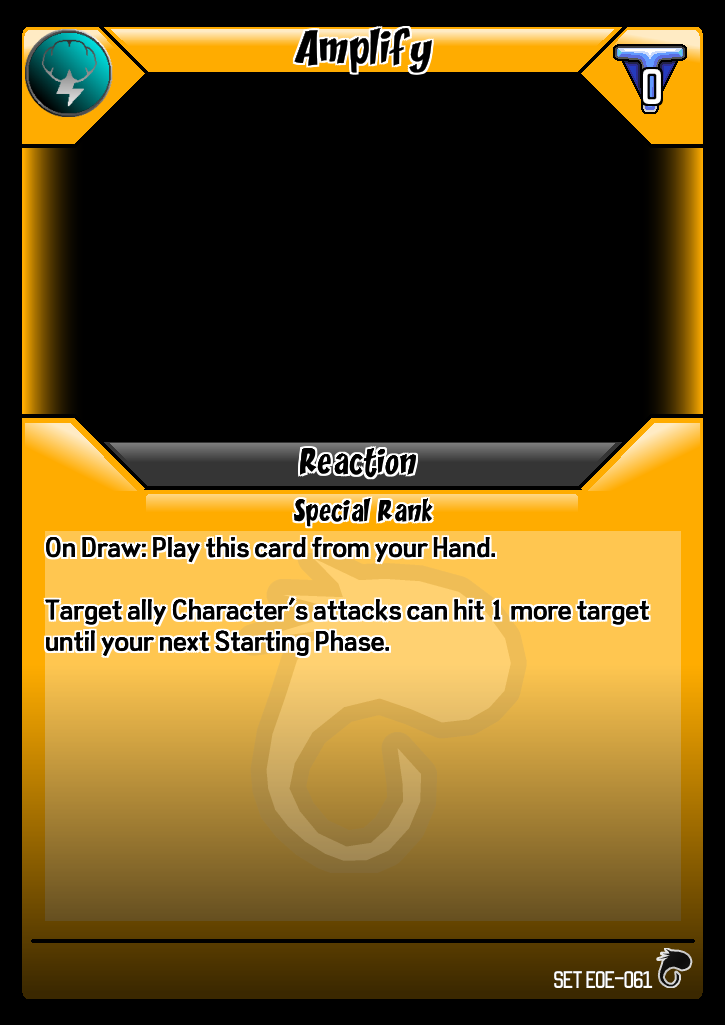 Amplify
0
Reaction
Special Rank
On Draw: Play this card from your Hand.
Target ally Character's attacks can hit 1 more target
until your next Starting Phase.
SET EOE-061